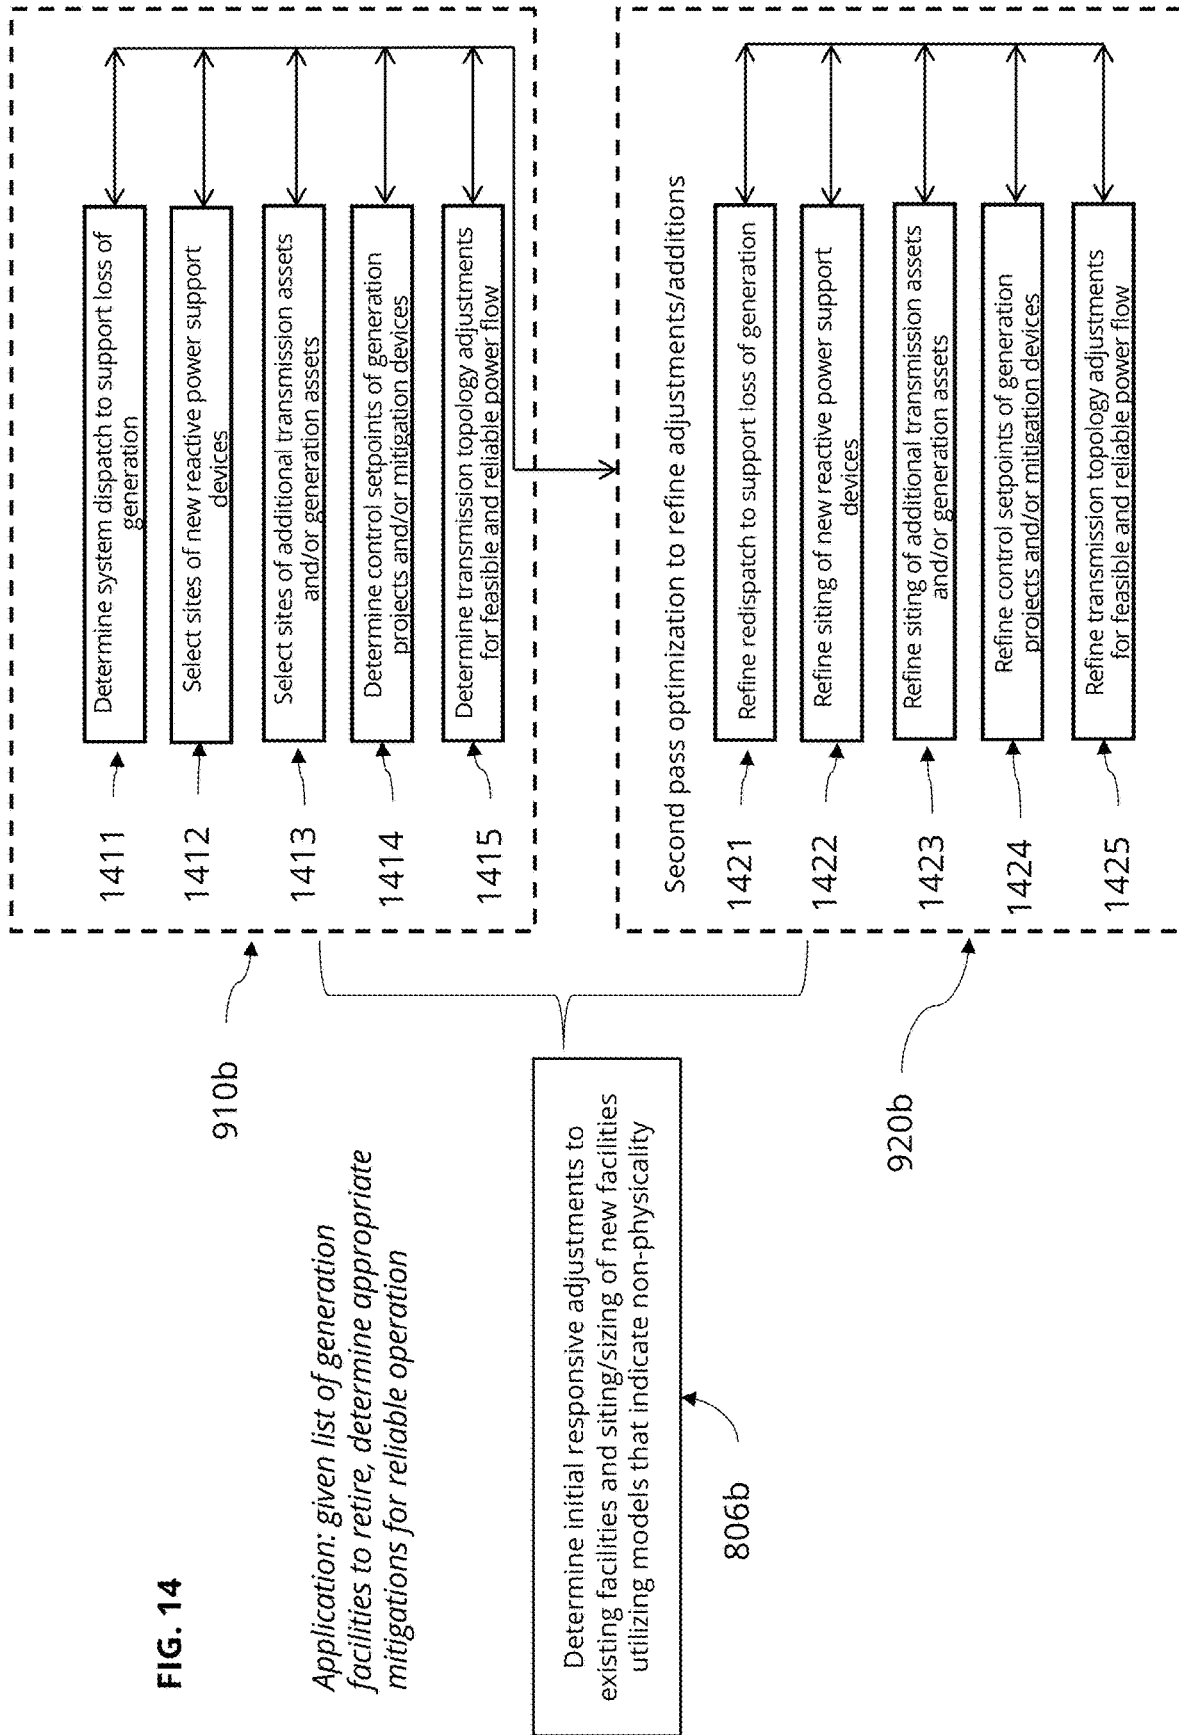 FIG. 14
Application: given list of generation
facilities to retire, determine appropriate
mitigations for reliable operation
Determine initial responsive adjustments to
existing facilities and siting/sizing of new facilities
utilizing models that indicate non-physicality
806b
910b
1411
Determine system dispatch to support loss of
generation
1412
Select sites of new reactive power support
devices
1413
Select sites of additional transmission assets
and/or generation assets
1414
Determine control setpoints of generation
projects and/or mitigation devices
1415
Determine transmission topology adjustments
for feasible and reliable power flow
920b
Second pass optimization to refine adjustments/additions
1421
Refine redispatch to support loss of generation
1422
Refine siting of new reactive power support
devices
1423
Refine siting of additional transmission assets
and/or generation assets
1424
Refine control setpoints of generation
projects and/or mitigation devices
1425
Refine transmission topology adjustments
for feasible and reliable power flow